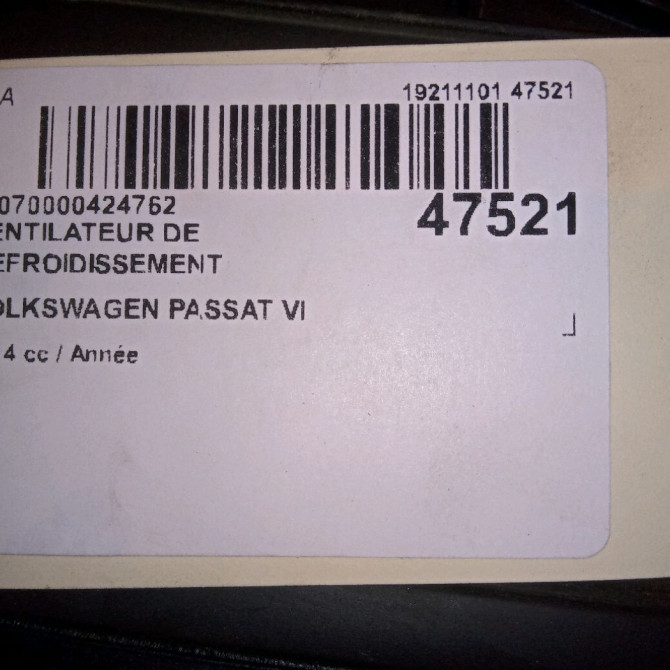 A
19211101 47521
070000424762
47521
ENTILATEUR DE
EFROIDISSEMENT
OLKSWAGEN PASSAT VI
4 cc / Année